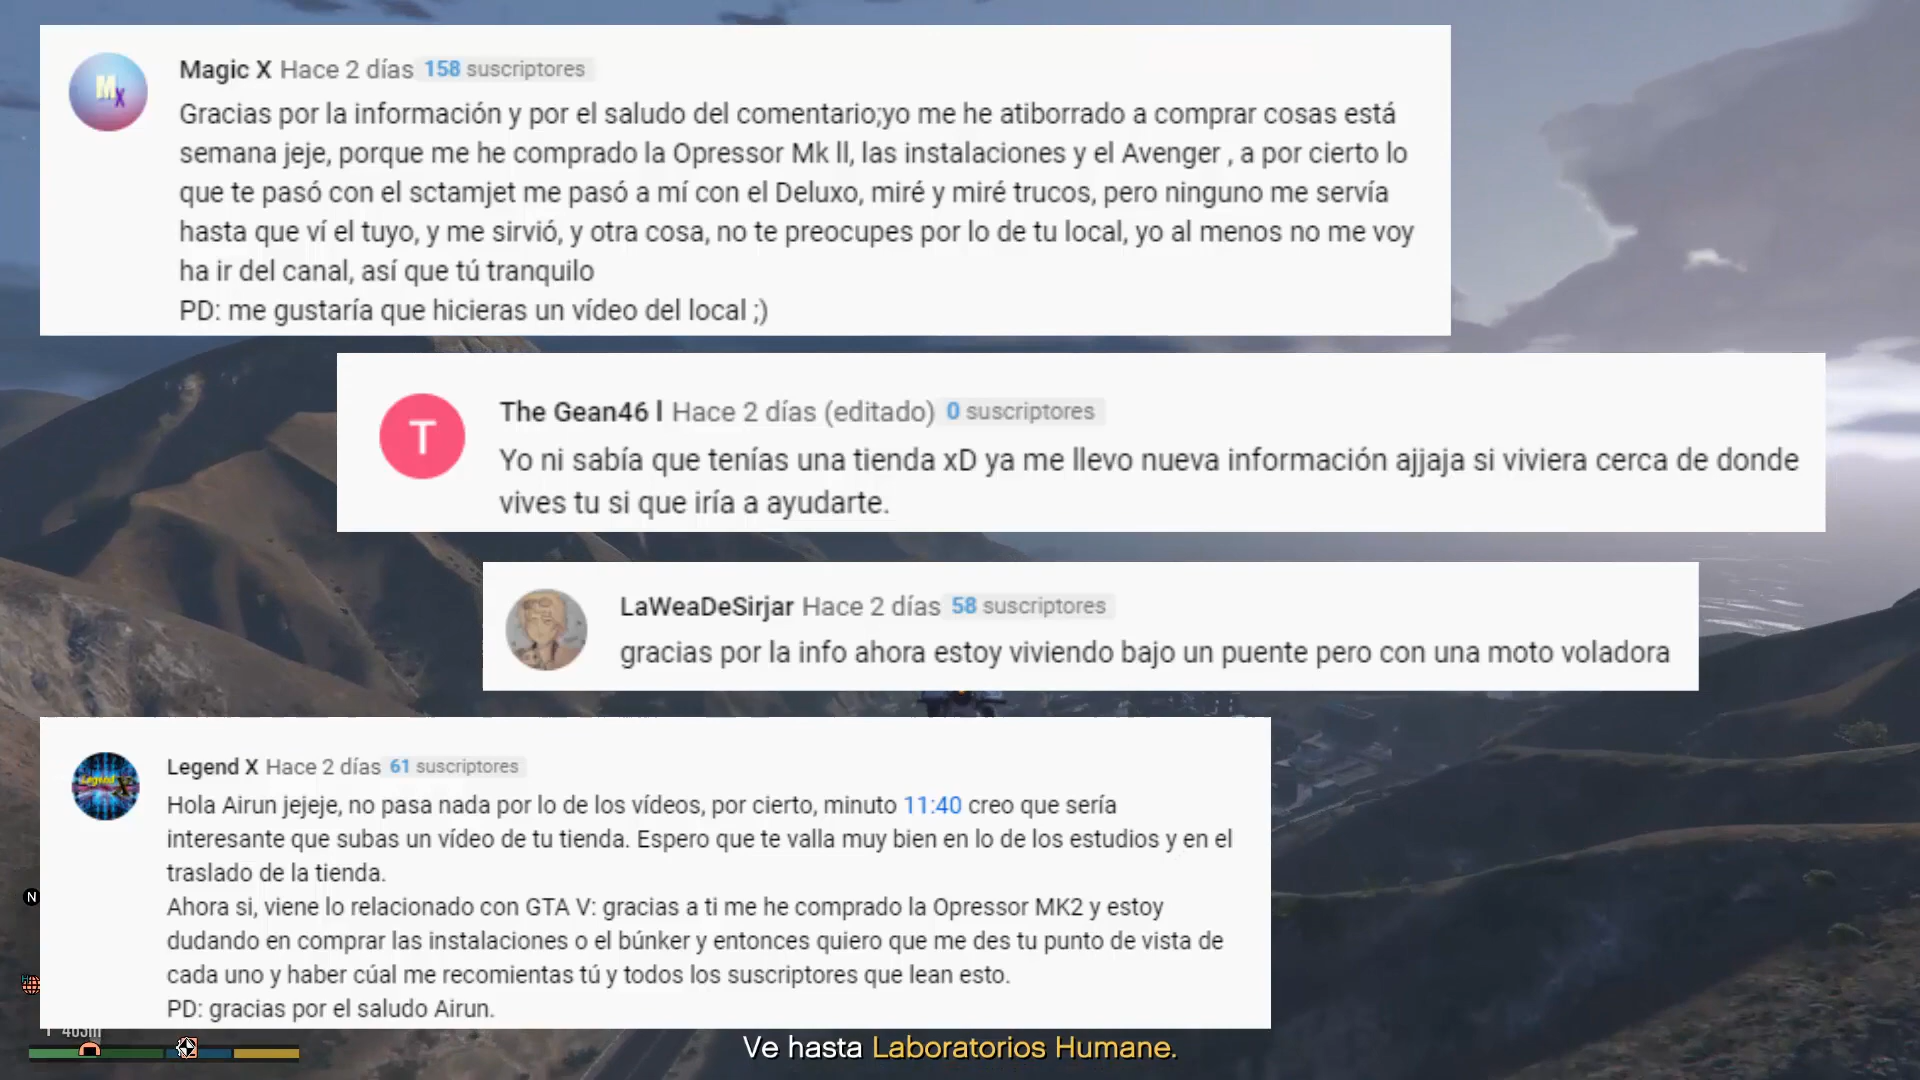 Magic X Hace 2 días 158 suscriptores
Gracias por la información y por el saludo del comentario;yo me he atiborrado a comprar cosas está
semana jeje, porque me he comprado la Opressor Mk ll, las instalaciones y el Avenger , a por cierto lo
que te pasó con el sctamjet me pasó a mí con el Deluxo, miré y miré trucos, pero ninguno me servía
hasta que ví el tuyo, y me sirvió, y otra cosa, no te preocupes por lo de tu local, yo al menos no me voy
ha ir del canal, así que tú tranquilo
PD: me gustaría que hicieras un vídeo del local ;)
T
The Gean46 l Hace 2 días (editado) 0 suscriptores
Yo ni sabía que tenías una tienda xD ya me llevo nueva información ajjaja si viviera cerca de donde
vives tu si que iría a ayudarte.
LaWeaDeSirjar Hace 2 días 58 suscriptores
gracias por la info ahora estoy viviendo bajo un puente pero con una moto voladora
Legend X Hace 2 días 61 suscriptores
Hola Airun jejeje, no pasa nada por lo de los vídeos, por cierto, minuto 11:40 creo que sería
interesante que subas un vídeo de tu tienda. Espero que te valla muy bien en lo de los estudios y en el
traslado de la tienda.
Ahora si, viene lo relacionado con GTA V: gracias a ti me he comprado la Opressor MK2 y estoy
dudando en comprar las instalaciones o el búnker y entonces quiero que me des tu punto de vista de
cada uno y haber cúal me recomientas tú y todos los suscriptores que lean esto.
PD: gracias por el saludo Airun.
N
Ve hasta Laboratorios Humane.